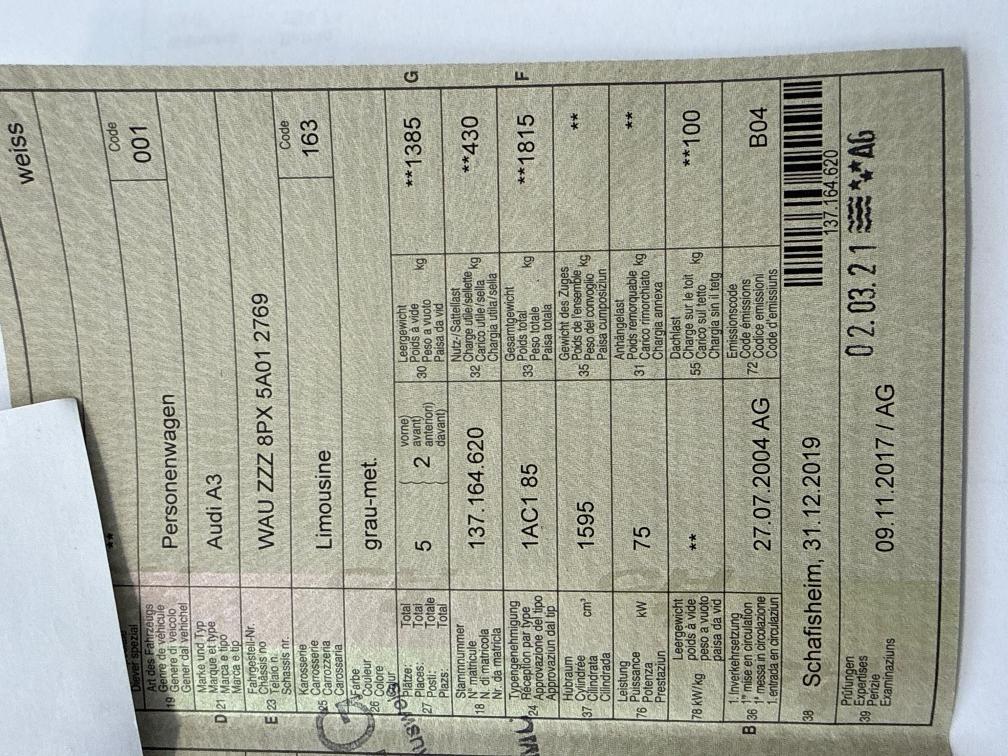 weiss
**
Art des Fahrzeugs
19 Genre de véhicule
Genere di veicolo
Gener dal vehichel
Personenwagen
Code
001
Marke und Typ
D 21 Marque et type
Marca e tipo
Marca e tip
Audi A3
Fahrgestell-Nr.
E 23 Châssis no
Telaio n.
Schassis nr.
WAU ZZZ 8PX 5A01 2769
Karosserie
25 Carrosserie
Carrozzeria
Carossaria
Limousine
Code
163
Farbe
26 Couleur
Colore
grau-met.
Plätze: Total
27 Places: Total
Posti: Totale
Plazs: Total
5
2
vorne)
avant)
anteriori)
davant)
30 Leergewicht
Poids à vide
Peso a vuoto
Paisa da vid
kg
**1385
G
Stammnummer
18 N° matricule
N. di matricola
Nr. da matricla
137.164.620
32 Nutz-/Sattellast
Charge utile/sellette kg
Carico utile/sella
Chargia utila/sella
**430
Typengenehmigung
24 Réception par type
Approvazione del tipo
Approvaziun dal tip
1AC1 85
33 Gesamtgewicht
Poids total
Peso totale
Paisa totala
kg
**1815
F
Hubraum
37 Cylindrée cm³
Cilindrata
Cilindrada
1595
35 Gewicht des Zuges
Poids de l'ensemble kg
Peso del convoglio
Paisa cumposiziun
**
Leistung
76 Puissance kW
Potenza
Prestaziun
75
31 Anhängelast
Poids remorquable kg
Carico rimorchiato
Chargia annexa
**
78 kW/kg
Leergewicht
poids à vide
peso a vuoto
paisa da vid
**
55 Dachlast
Charge sur le toit kg
Carico sul tetto
Chargia sin il tetg
**100
1. Inverkehrsetzung
B 36 1re mise en circulation
1a messa in circolazione
1. entrada en circulaziun
27.07.2004 AG
72 Emissionscode
Code émissions
Codice emissioni
Code d'emissiuns
B04
38
Schafisheim, 31.12.2019
137.164.620
Prüfungen
39 Expertises
Perizie
Examinaziuns
09.11.2017 / AG
02.03.21 AG